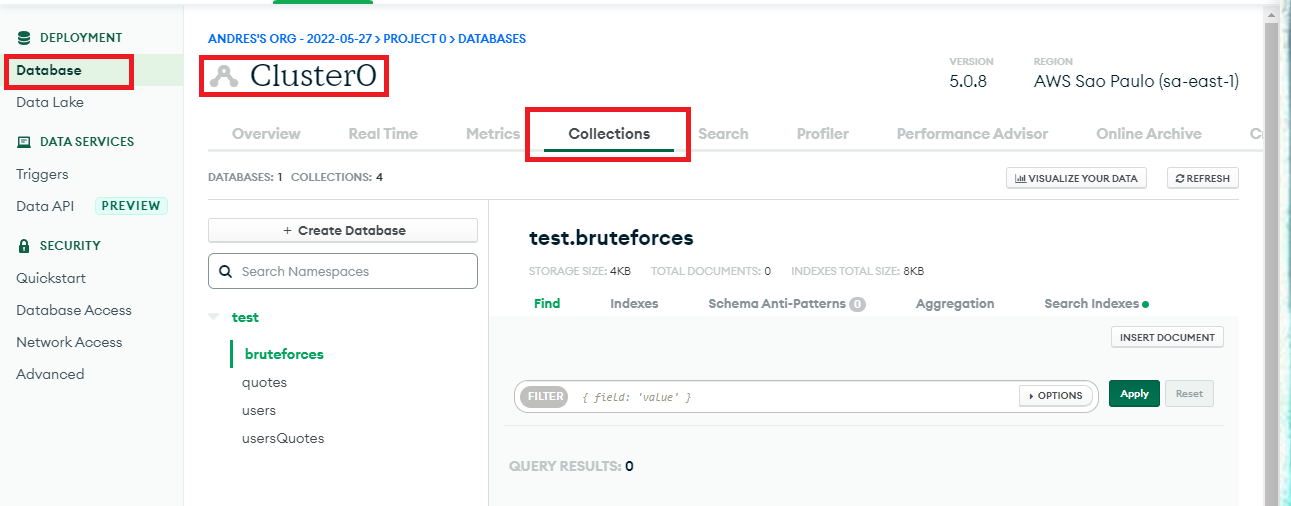 DEPLOYMENT
Database
Data Lake
DATA SERVICES
Triggers
Data API PREVIEW
SECURITY
Quickstart
Database Access
Network Access
Advanced
ANDRES'S ORG - 2022-05-27 > PROJECT 0 > DATABASES
Cluster0
VERSION
5.0.8
REGION
AWS Sao Paulo (sa-east-1)
Overview Real Time Metrics Collections Search Profiler Performance Advisor Online Archive
DATABASES: 1 COLLECTIONS: 4
VISUALIZE YOUR DATA REFRESH
+ Create Database
Search Namespaces
test
bruteforces
quotes
users
usersQuotes
test.bruteforces
STORAGE SIZE: 4KB TOTAL DOCUMENTS: 0 INDEXES TOTAL SIZE: 8KB
Find Indexes Schema Anti-Patterns 0 Aggregation Search Indexes
INSERT DOCUMENT
FILTER { field: 'value' } OPTIONS Apply Reset
QUERY RESULTS: 0